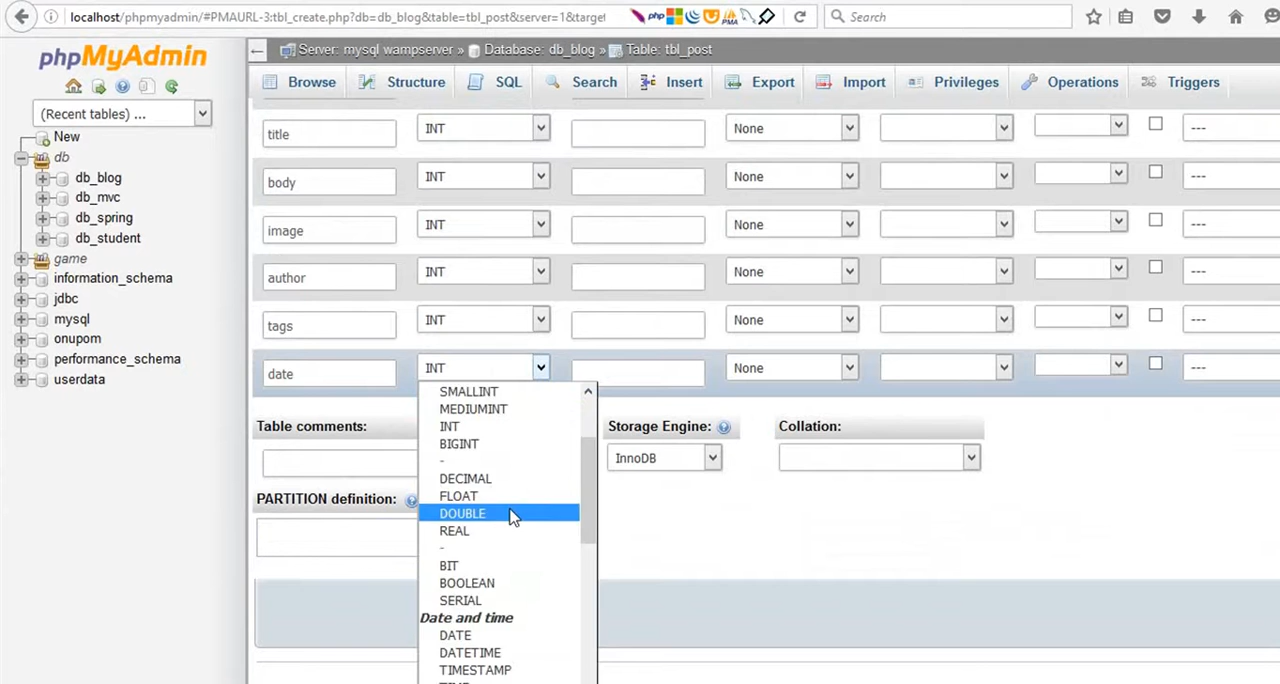 localhost/phpmyadmin/#PMAURL-3:tbl_create.php?db=db_blog&table=tbl_post&server=1&target
php
PMA
Search
phpMyAdmin
(Recent tables) ...
New
db
db_blog
db_mvc
db_spring
db_student
game
information_schema
jdbc
mysql
onupom
performance_schema
userdata
Server: mysql wampserver » Database: db_blog » Table: tbl_post
Browse Structure SQL Search Insert Export Import Privileges Operations Triggers
title INT None ---
body INT None ---
image INT None ---
author INT None ---
tags INT None ---
date INT None ---
SMALLINT
MEDIUMINT
INT
BIGINT
-
DECIMAL
FLOAT
DOUBLE
REAL
-
BIT
BOOLEAN
SERIAL
Date and time
DATE
DATETIME
TIMESTAMP
Table comments: Storage Engine: Collation:
InnoDB
PARTITION definition: